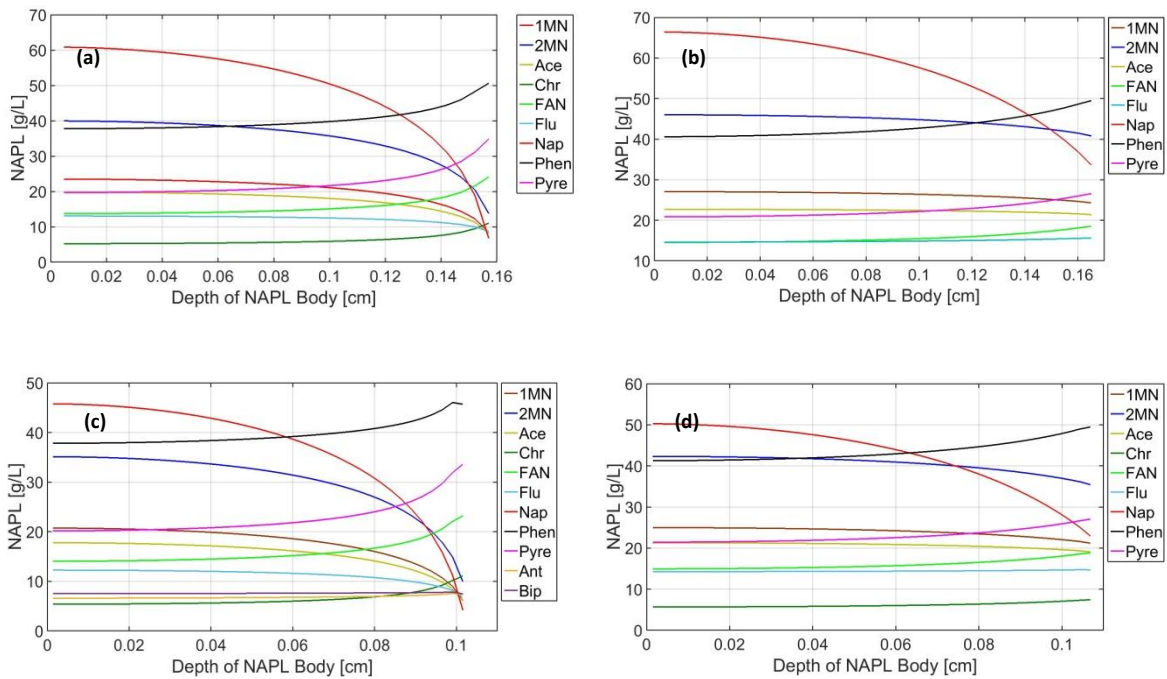 (a)
NAPL [g/L]
70
60
50
40
30
20
10
0
0 0.02 0.04 0.06 0.08 0.10 0.12 0.14 0.16
Depth of NAPL Body [cm]
1MN
2MN
Ace
Chr
FAN
Flu
Nap
Phen
Pyre
(b)
NAPL [g/L]
70
60
50
40
30
20
10
0 0.02 0.04 0.06 0.08 0.10 0.12 0.14 0.16
Depth of NAPL Body [cm]
1MN
2MN
Ace
FAN
Flu
Nap
Phen
Pyre
(c)
NAPL [g/L]
50
40
30
20
10
0
0 0.02 0.04 0.06 0.08 0.1
Depth of NAPL Body [cm]
1MN
2MN
Ace
Chr
FAN
Flu
Nap
Phen
Pyre
Ant
Bip
(d)
NAPL [g/L]
60
50
40
30
20
10
0
0 0.02 0.04 0.06 0.08 0.1
Depth of NAPL Body [cm]
1MN
2MN
Ace
Chr
FAN
Flu
Nap
Phen
Pyre